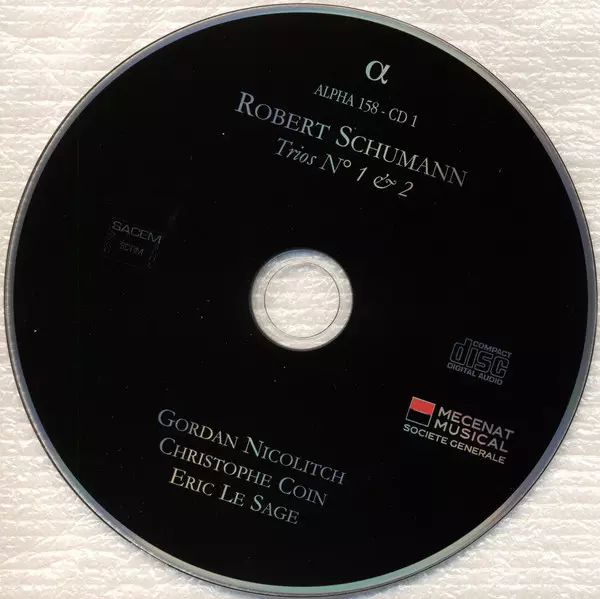 α
ALPHA 158 - CD 1
ROBERT SCHUMANN
Trios N° 1 & 2
SACEM
COMPACT
disc
DIGITAL AUDIO
MECENAT
MUSICAL
SOCIETE GENERALE
GORDAN NICOLITCH
CHRISTOPHE COIN
ERIC LE SAGE